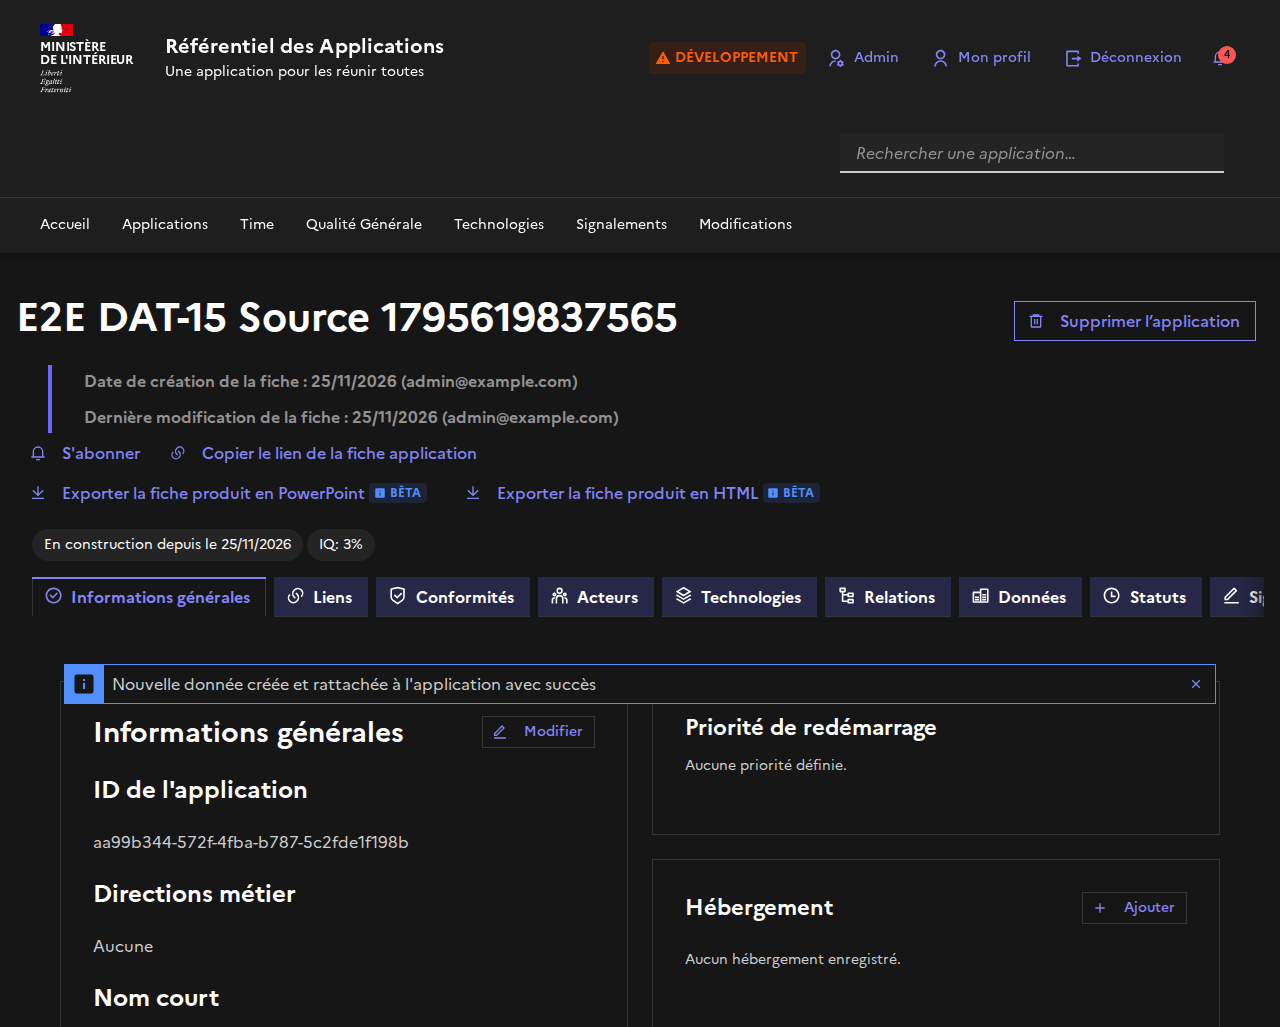 MINISTÈRE
DE L'INTÉRIEUR
Liberté
Égalité
Fraternité
Référentiel des Applications
Une application pour les réunir toutes
DÉVELOPPEMENT
Admin
Mon profil
Déconnexion
4
Rechercher une application…
Accueil
Applications
Time
Qualité Générale
Technologies
Signalements
Modifications
E2E DAT-15 Source 1795619837565
Supprimer l’application
Date de création de la fiche : 25/11/2026 (admin@example.com)
Dernière modification de la fiche : 25/11/2026 (admin@example.com)
S'abonner
Copier le lien de la fiche application
Exporter la fiche produit en PowerPoint
BÊTA
Exporter la fiche produit en HTML
BÊTA
En construction depuis le 25/11/2026
IQ: 3%
Informations générales
Liens
Conformités
Acteurs
Technologies
Relations
Données
Statuts
Nouvelle donnée créée et rattachée à l'application avec succès
Informations générales
Modifier
ID de l'application
aa99b344-572f-4fba-b787-5c2fde1f198b
Directions métier
Aucune
Nom court
Priorité de redémarrage
Aucune priorité définie.
Hébergement
Ajouter
Aucun hébergement enregistré.